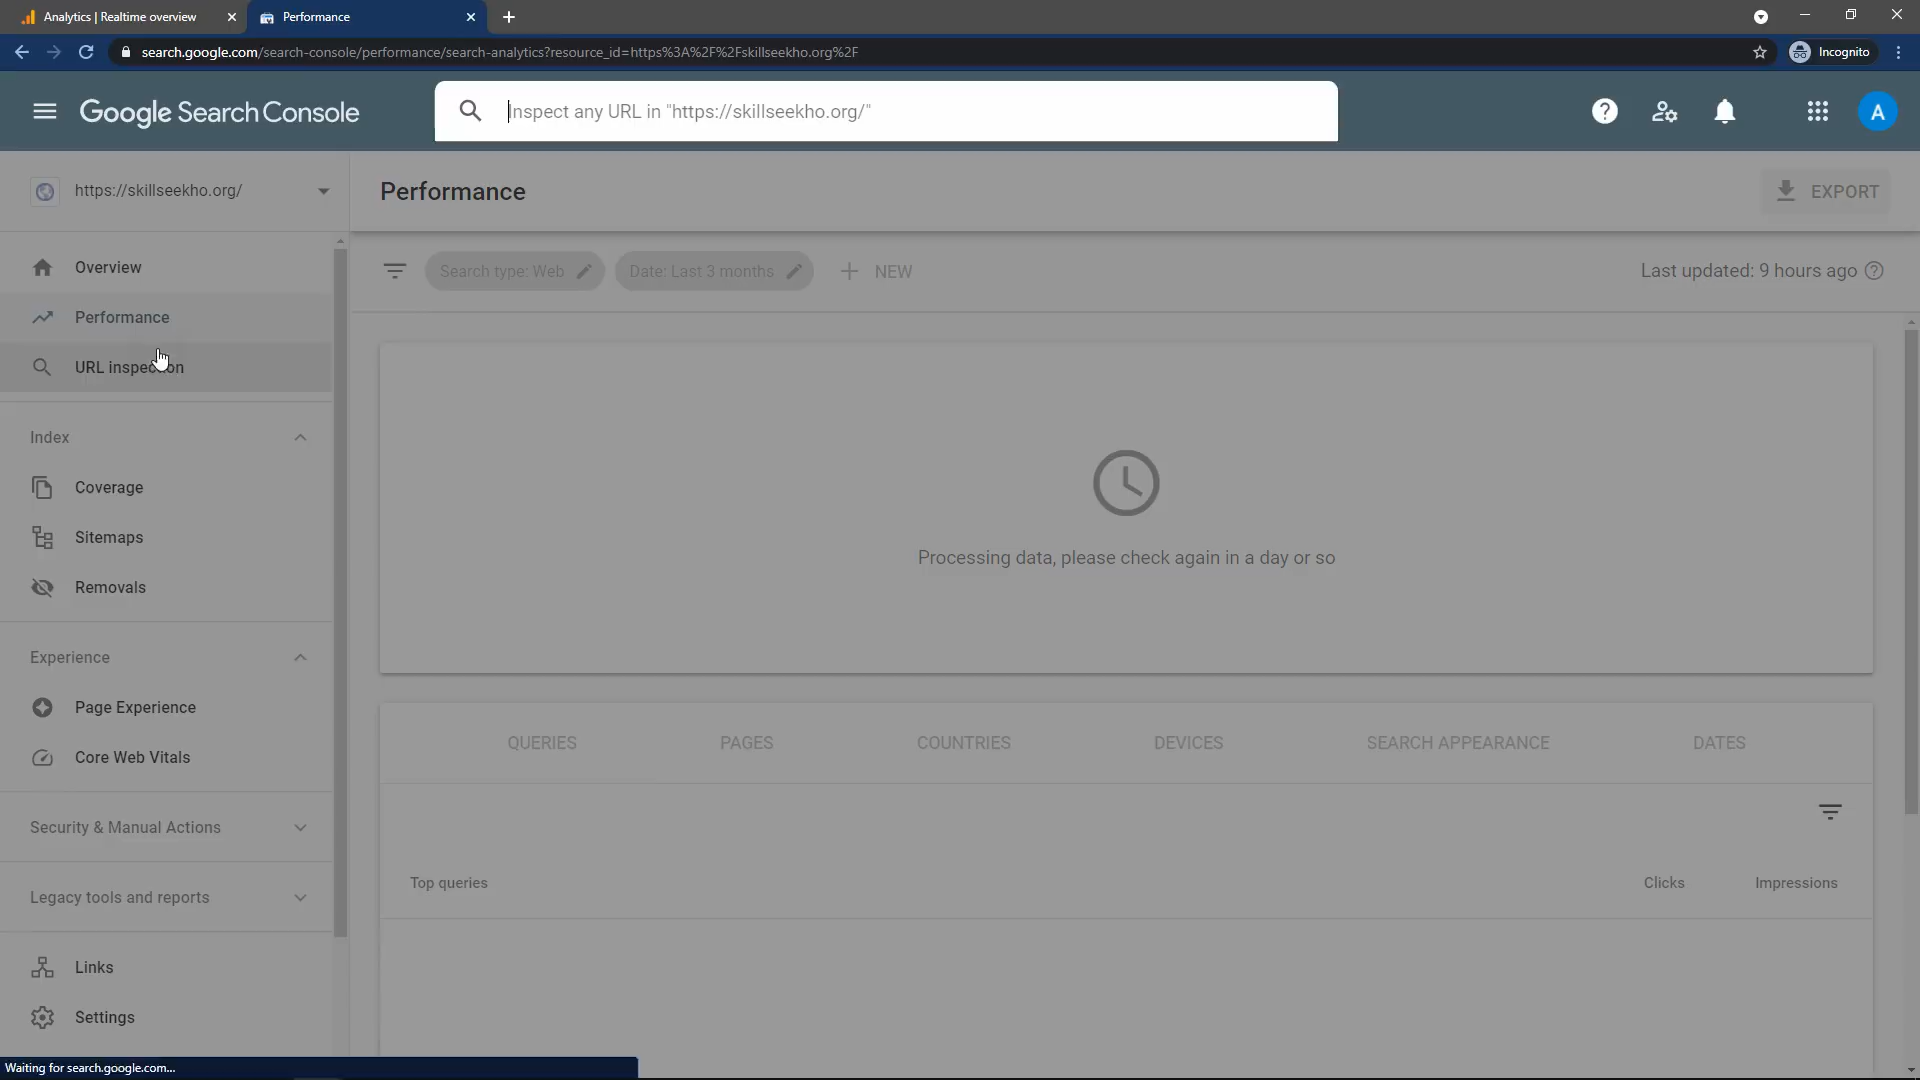 Analytics | Realtime overview
Performance
search.google.com/search-console/performance/search-analytics?resource_id=https%3A%2F%2Fskillseekho.org%2F
Incognito
Google Search Console
Inspect any URL in "https://skillseekho.org/"
A
https://skillseekho.org/
Performance
EXPORT
Overview
Search type: Web
Date: Last 3 months
NEW
Last updated: 9 hours ago
Performance
URL inspection
Index
Coverage
Sitemaps
Processing data, please check again in a day or so
Removals
Experience
Page Experience
QUERIES
PAGES
COUNTRIES
DEVICES
SEARCH APPEARANCE
DATES
Core Web Vitals
Security & Manual Actions
Legacy tools and reports
Top queries
Clicks
Impressions
Links
Settings
Waiting for search.google.com...